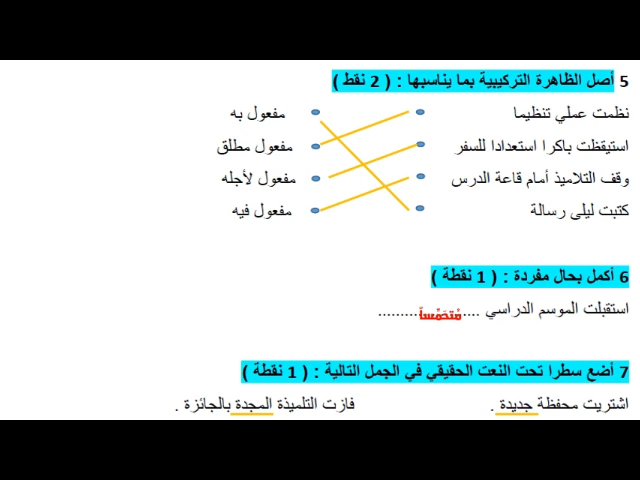 5 أصل الظاهرة التركيبية بما يناسبها : ( 2 نقط )
نظمت عملي تنظيما مفعول به
استيقظت باكرا استعدادا للسفر مفعول مطلق
وقف التلاميذ أمام قاعة الدرس مفعول لأجله
كتبت ليلى رسالة مفعول فيه
6 أكمل بحال مفردة : ( 1 نقطة )
استقبلت الموسم الدراسي ....مُتَحَمِّساً.........
7 أضع سطرا تحت النعت الحقيقي في الجمل التالية : ( 1 نقطة )
اشتريت محفظة جديدة . فازت التلميذة المجدة بالجائزة .